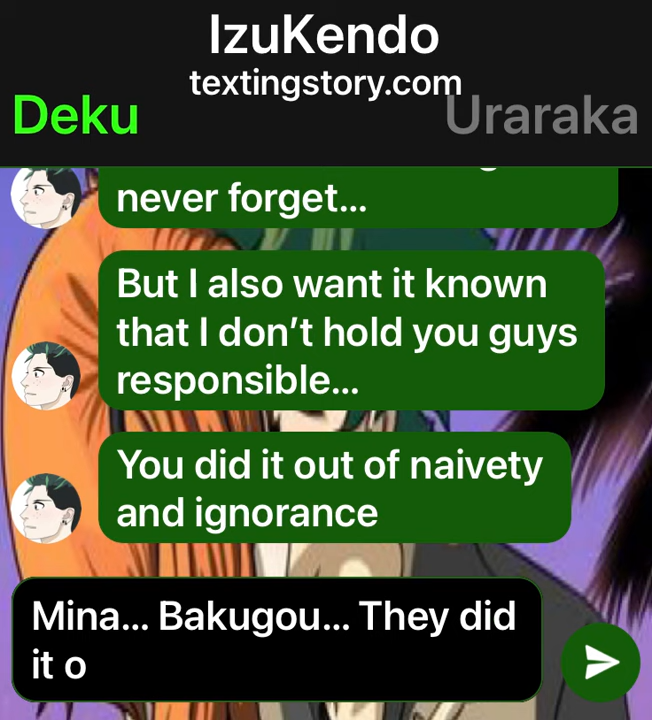 IzuKendo
textingstory.com
Deku
Uraraka
never forget...
But I also want it known
that I don't hold you guys
responsible...
You did it out of naivety
and ignorance
Mina... Bakugou... They did
it o